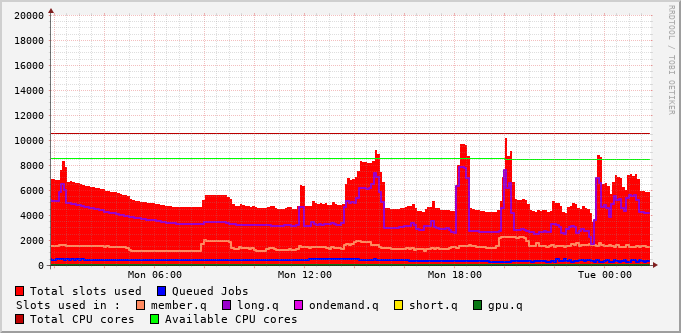 20000
18000
16000
14000
12000
10000
8000
6000
4000
2000
0
Mon 06:00 Mon 12:00 Mon 18:00 Tue 00:00
RRDTOOL / TOBI OETIKER
Total slots used Queued Jobs
Slots used in : member.q long.q ondemand.q short.q gpu.q
Total CPU cores Available CPU cores